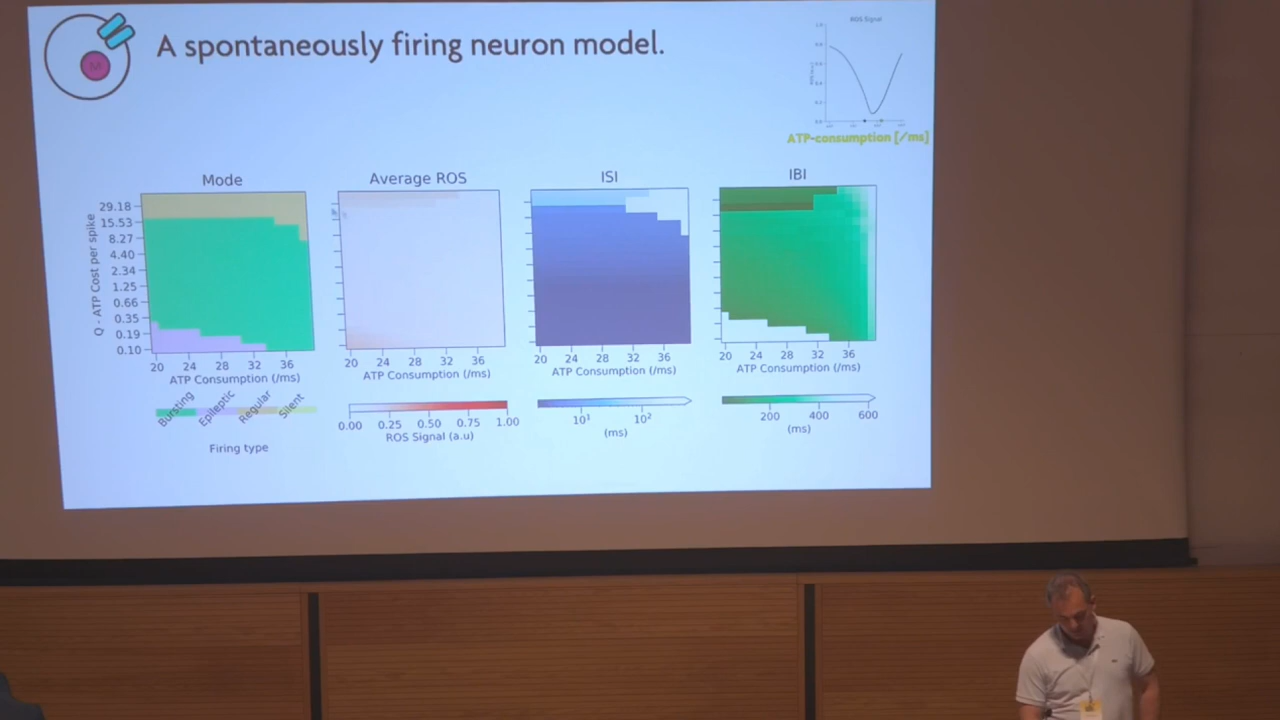 M
A spontaneously firing neuron model.
ROS Signal
ATP-consumption [/ms]
Mode
Q - ATP Cost per spike
29.18
15.53
8.27
4.40
2.34
1.25
0.66
0.35
0.19
0.10
20 24 28 32 36
ATP Consumption (/ms)
Bursting Epileptic Regular Silent
Firing type
Average ROS
20 24 28 32 36
ATP Consumption (/ms)
0.00 0.25 0.50 0.75 1.00
ROS Signal (a.u)
ISI
20 24 28 32 36
ATP Consumption (/ms)
10¹ 10²
(ms)
IBI
20 24 28 32 36
ATP Consumption (/ms)
200 400 600
(ms)